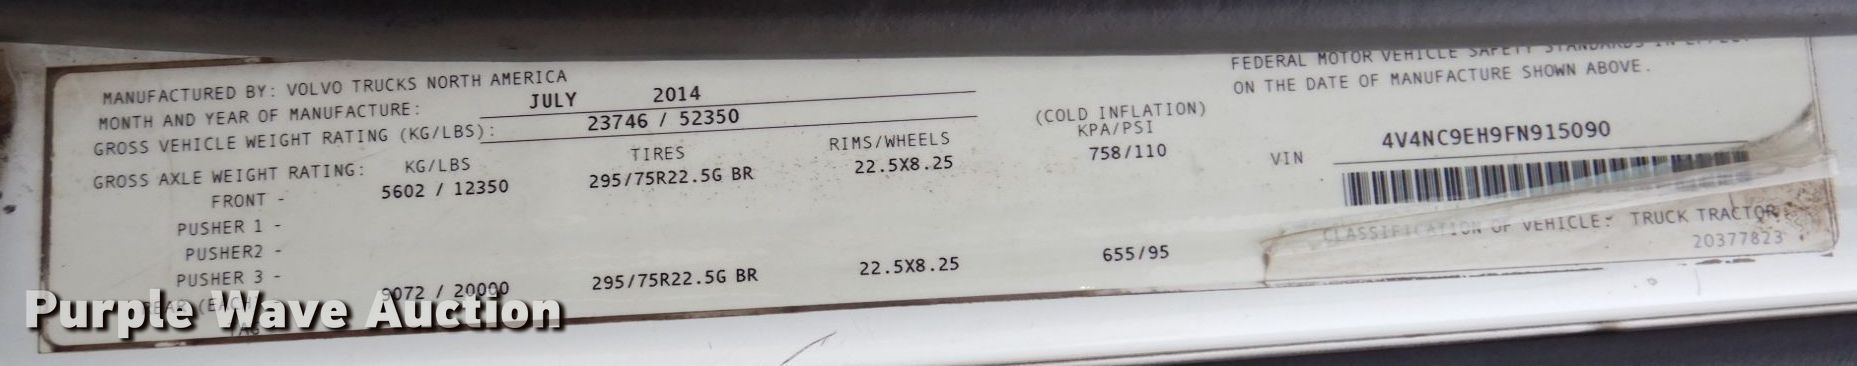 MANUFACTURED BY: VOLVO TRUCKS NORTH AMERICA
MONTH AND YEAR OF MANUFACTURE: JULY 2014
GROSS VEHICLE WEIGHT RATING (KG/LBS): 23746 / 52350
GROSS AXLE WEIGHT RATING: KG/LBS TIRES RIMS/WHEELS (COLD INFLATION) KPA/PSI
FRONT - 5602 / 12350 295/75R22.5G BR 22.5X8.25 758/110
PUSHER 1 -
PUSHER2 -
PUSHER 3 -
REAR (EACH 9072 / 20000 295/75R22.5G BR 22.5X8.25 655/95
FEDERAL MOTOR VEHICLE SAFETY STANDARDS IN EFFECT
ON THE DATE OF MANUFACTURE SHOWN ABOVE.
VIN 4V4NC9EH9FN915090
CLASSIFICATION OF VEHICLE: TRUCK TRACTOR
20377823
Purple Wave Auction